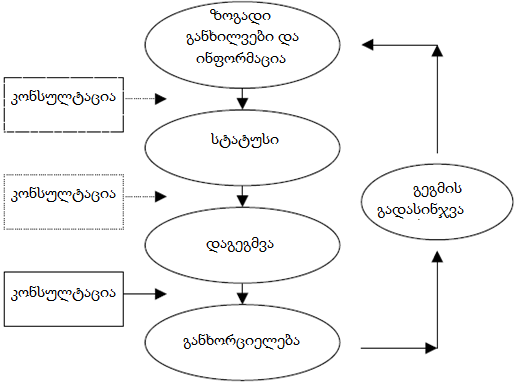 ზოგადი
განხილვები და
ინფორმაცია
კონსულტაცია
სტატუსი
კონსულტაცია
გეგმის
გადასინჯვა
დაგეგმვა
კონსულტაცია
განხორციელება